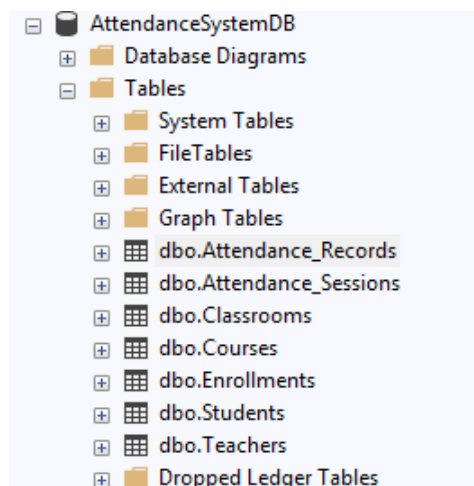 AttendanceSystemDB
Database Diagrams
Tables
System Tables
FileTables
External Tables
Graph Tables
dbo.Attendance_Records
dbo.Attendance_Sessions
dbo.Classrooms
dbo.Courses
dbo.Enrollments
dbo.Students
dbo.Teachers
Dropped Ledger Tables